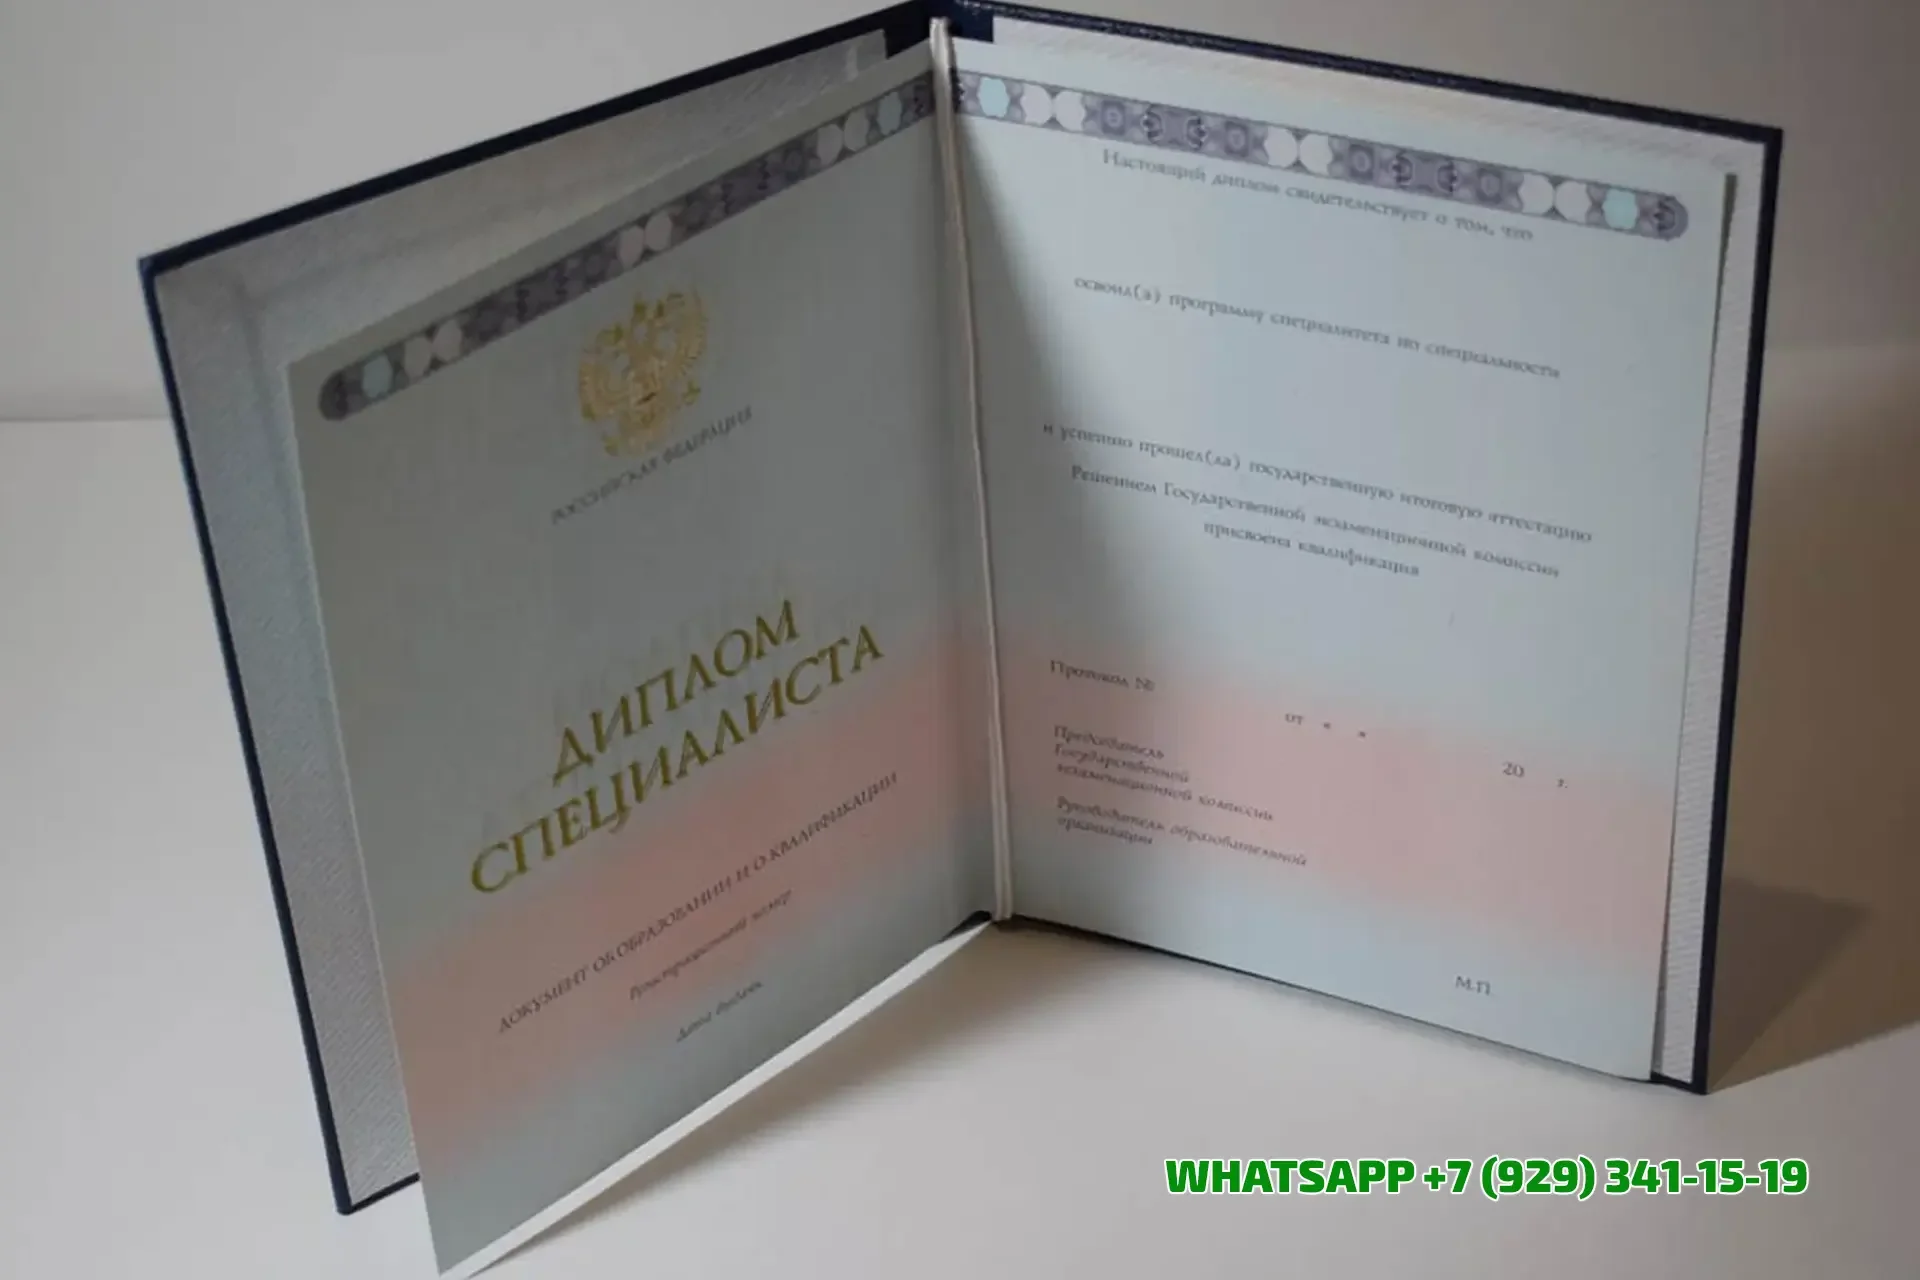 РОССИЙСКАЯ ФЕДЕРАЦИЯ
ДИПЛОМ
СПЕЦИАЛИСТА
ДОКУМЕНТ ОБ ОБРАЗОВАНИИ И О КВАЛИФИКАЦИИ
Регистрационный номер
Дата выдачи
Настоящий диплом свидетельствует о том, что
освоил(а) программу специалитета по специальности
и успешно прошел(ла) государственную итоговую аттестацию
Решением Государственной экзаменационной комиссии
присвоена квалификация
Протокол №
от « » 20 г.
Председатель
Государственной
экзаменационной комиссии
Руководитель образовательной
организации
М.П.
WHATSAPP +7 (929) 341-15-19